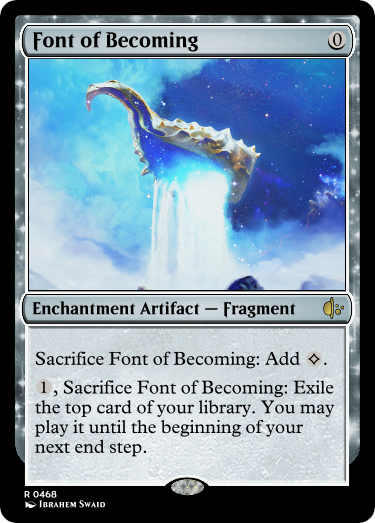 Font of Becoming 0
Enchantment Artifact — Fragment
Sacrifice Font of Becoming: Add .
1, Sacrifice Font of Becoming: Exile
the top card of your library. You may
play it until the beginning of your
next end step.
R 0468
Ibrahem Swaid